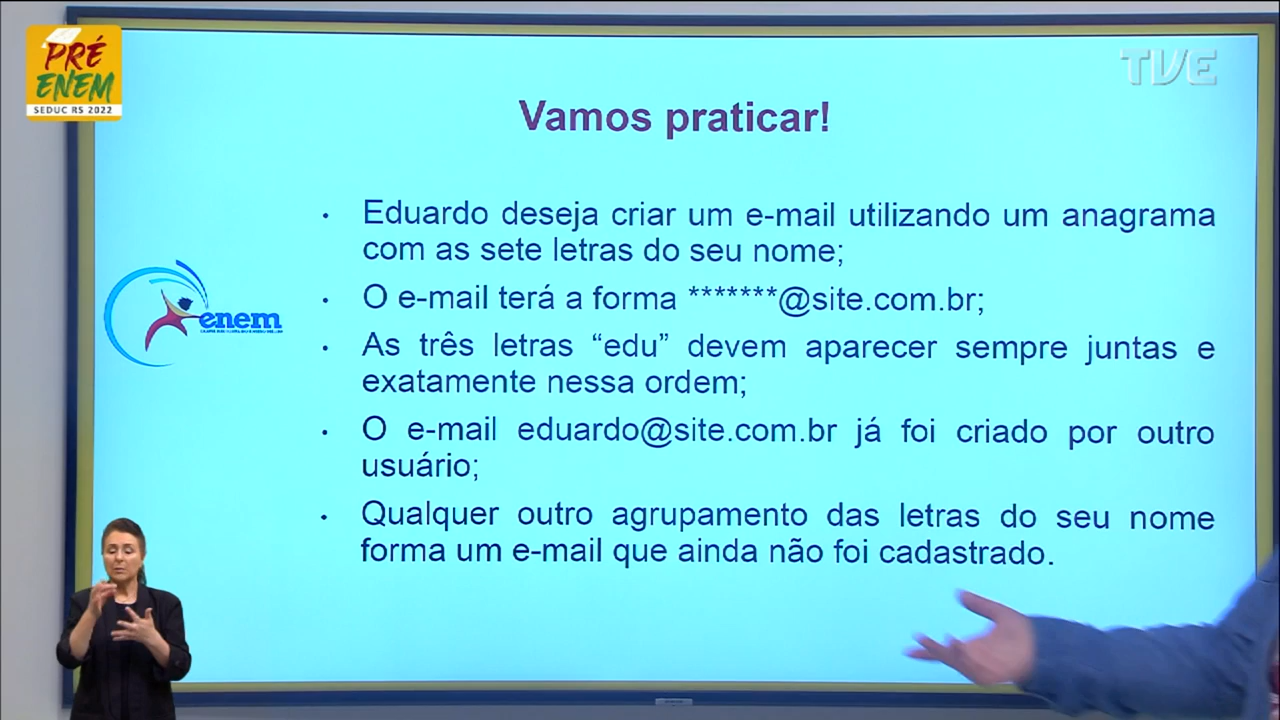 PRÉ
ENEM
SEDUC RS 2022
TVE
Vamos praticar!
• Eduardo deseja criar um e-mail utilizando um anagrama
com as sete letras do seu nome;
• O e-mail terá a forma *******@site.com.br;
• As três letras “edu” devem aparecer sempre juntas e
exatamente nessa ordem;
enem
• O e-mail eduardo@site.com.br já foi criado por outro
usuário;
• Qualquer outro agrupamento das letras do seu nome
forma um e-mail que ainda não foi cadastrado.